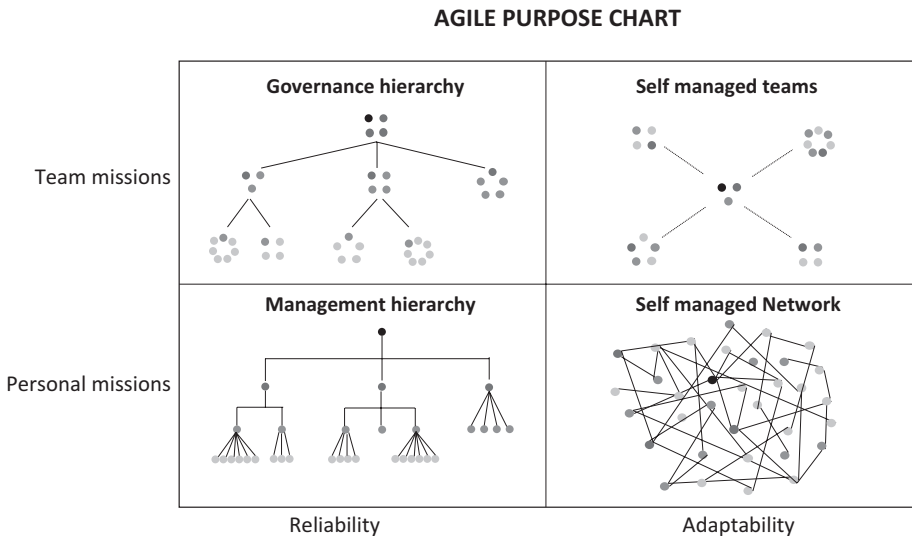 AGILE PURPOSE CHART
Governance hierarchy
Self managed teams
Team missions
Management hierarchy
Self managed Network
Personal missions
Reliability
Adaptability